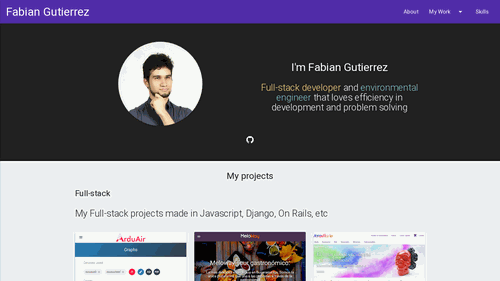 Fabian Gutierrez
About
My Work
Skills
I'm Fabian Gutierrez
Full-stack developer and environmental
engineer that loves efficiency in
development and problem solving
My projects
Full-stack
My Full-stack projects made in Javascript, Django, On Rails, etc
ArduAir
Graphs